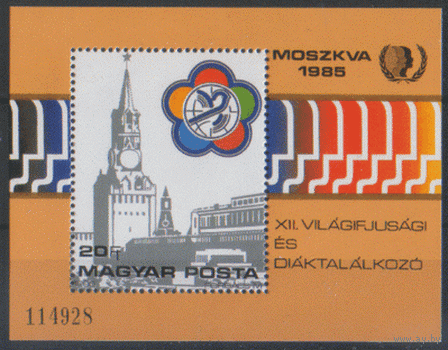 MOSZKVA
1985
20Ft
MAGYAR POSTA
XII. VILÁGIFJUSÁGI
ÉS
DIÁKTALÁLKOZÓ
114928